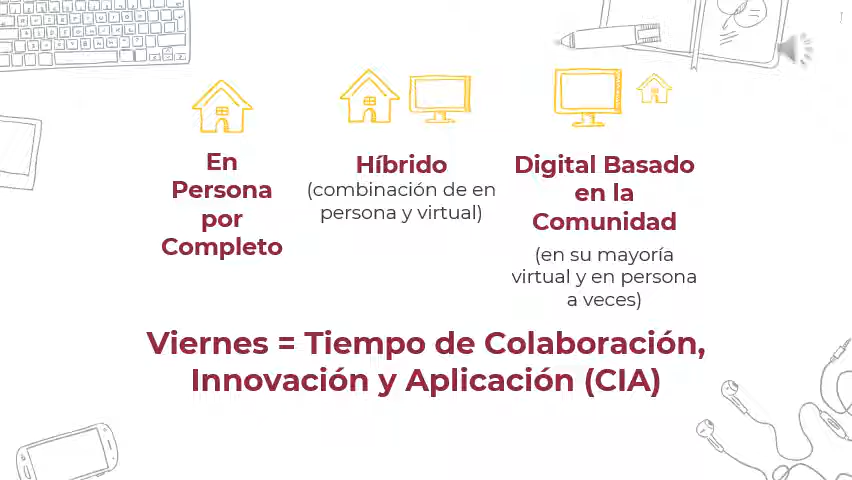 En
Persona
por
Completo
Híbrido
(combinación de en
persona y virtual)
Digital Basado
en la
Comunidad
(en su mayoría
virtual y en persona
a veces)
Viernes = Tiempo de Colaboración,
Innovación y Aplicación (CIA)